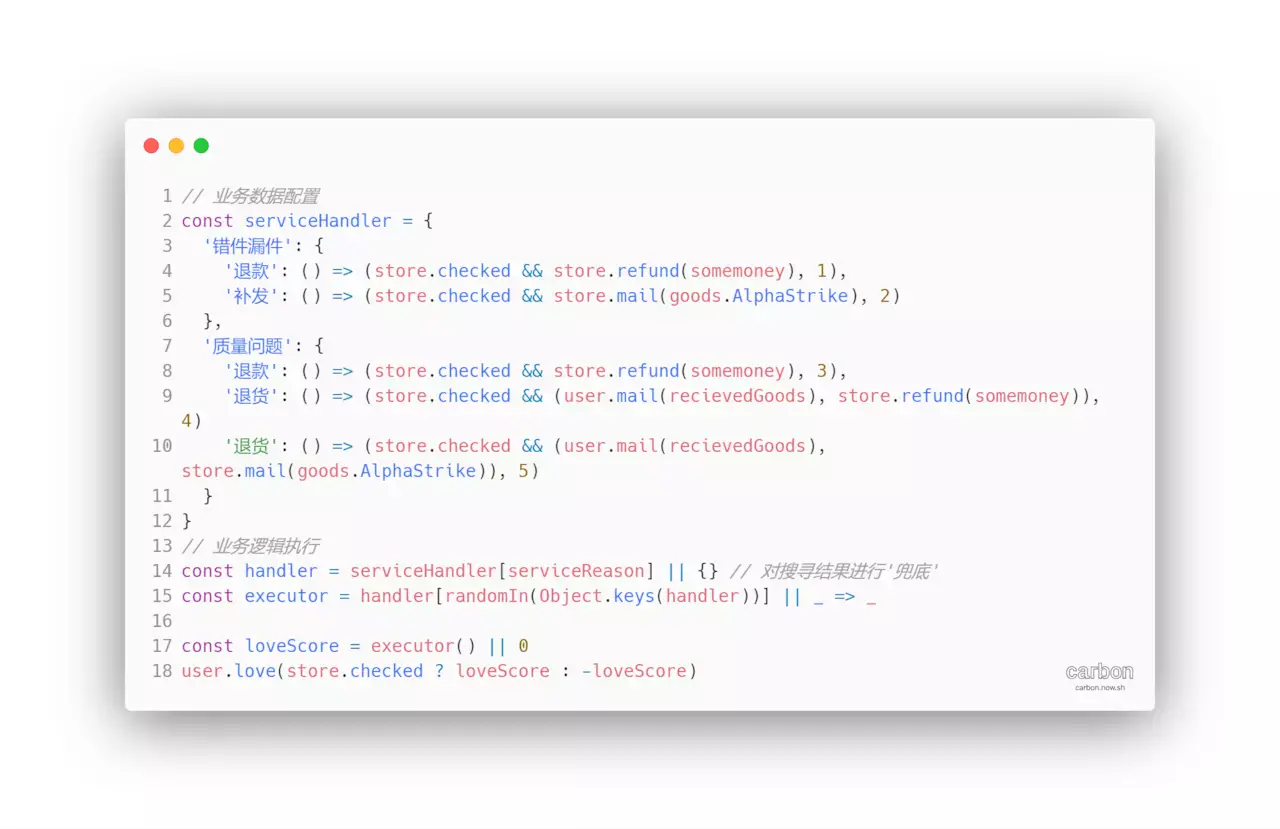 1 // 业务数据配置
2 const serviceHandler = {
3   '错件漏件': {
4     '退款': () => (store.checked && store.refund(somemoney), 1),
5     '补发': () => (store.checked && store.mail(goods.AlphaStrike), 2)
6   },
7   '质量问题': {
8     '退款': () => (store.checked && store.refund(somemoney), 3),
9     '退货': () => (store.checked && (user.mail(recievedGoods), store.refund(somemoney)),
4)
10     '退货': () => (store.checked && (user.mail(recievedGoods),
store.mail(goods.AlphaStrike)), 5)
11   }
12 }
13 // 业务逻辑执行
14 const handler = serviceHandler[serviceReason] || {} // 对搜寻结果进行'兜底'
15 const executor = handler[randomIn(Object.keys(handler))] || _ => _
16
17 const loveScore = executor() || 0
18 user.love(store.checked ? loveScore : -loveScore)
carbon
carbon.now.sh